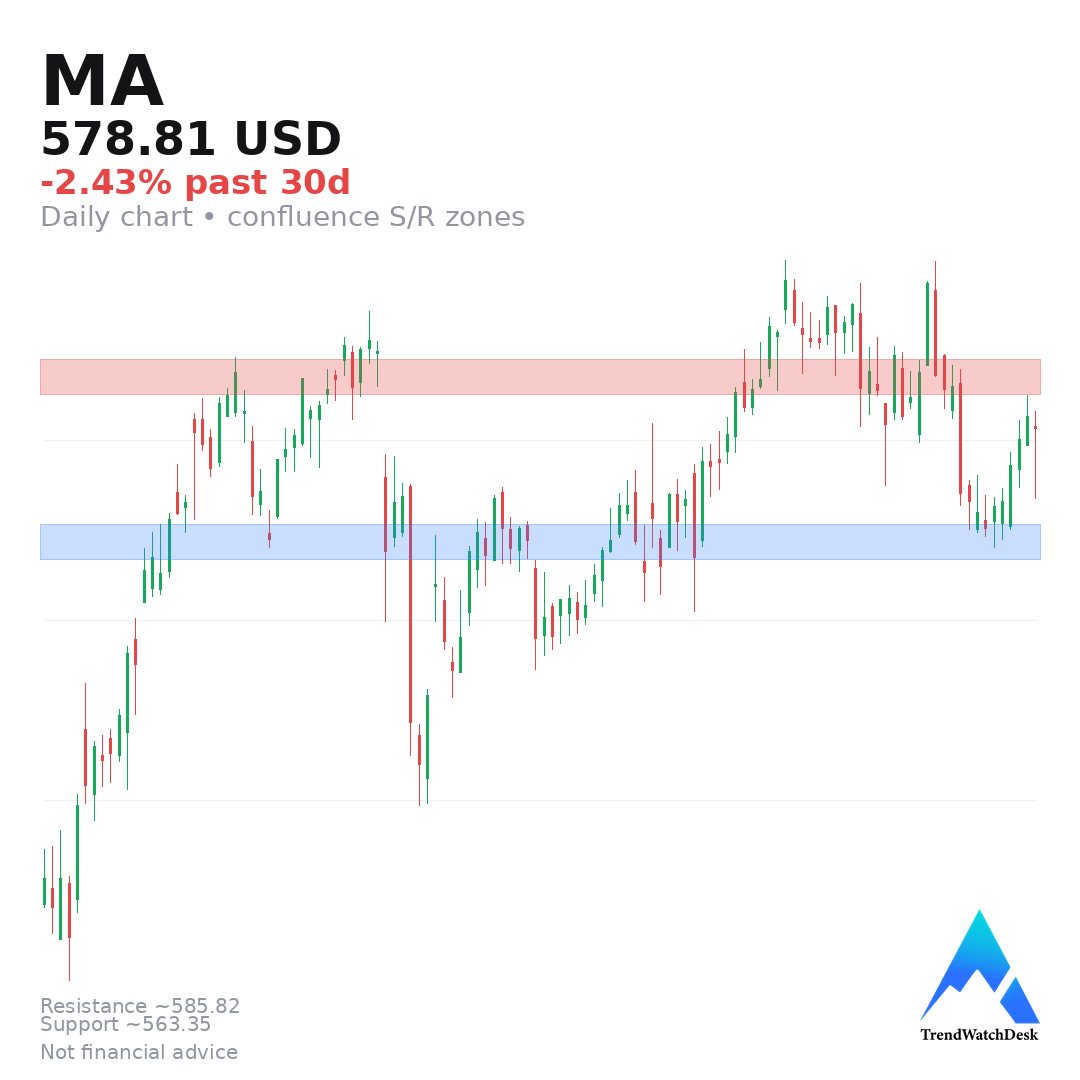 MA
578.81 USD
-2.43% past 30d
Daily chart • confluence S/R zones
Resistance ~585.82
Support ~563.35
Not financial advice
TrendWatchDesk